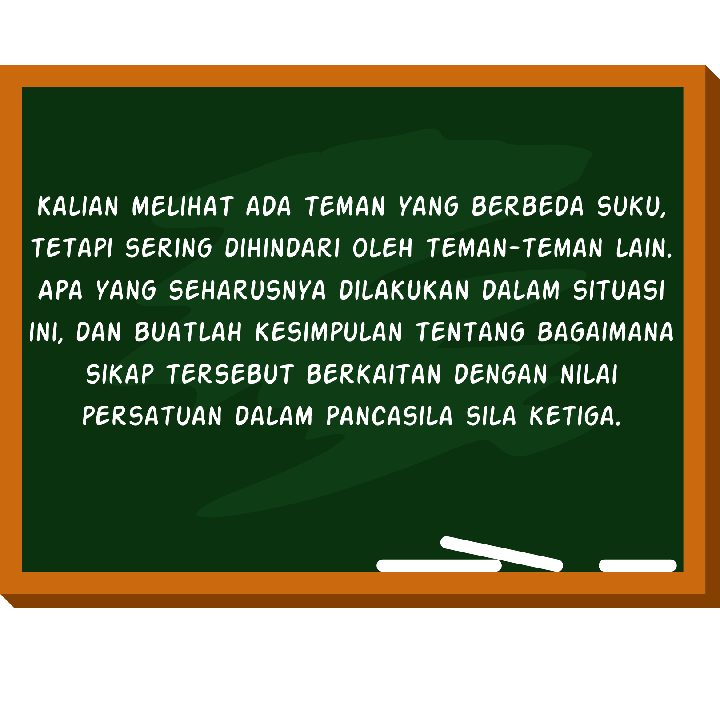 KALIAN MELIHAT ADA TEMAN YANG BERBEDA SUKU,
TETAPI SERING DIHINDARI OLEH TEMAN-TEMAN LAIN.
APA YANG SEHARUSNYA DILAKUKAN DALAM SITUASI
INI, DAN BUATLAH KESIMPULAN TENTANG BAGAIMANA
SIKAP TERSEBUT BERKAITAN DENGAN NILAI
PERSATUAN DALAM PANCASILA SILA KETIGA.